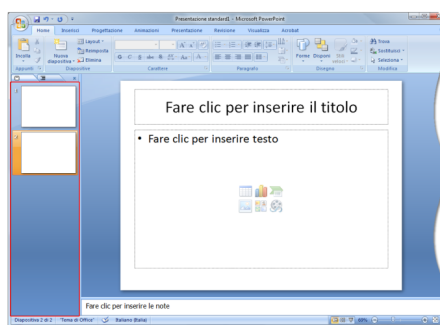 Presentazione standard1 - Microsoft PowerPoint
Home Inserisci Progettazione Animazioni Presentazione Revisione Visualizza Acrobat
Layout
Reimposta
Elimina
Incolla
Nuova
diapositiva
Forme Disponi Stili
veloci
Trova
Sostituisci
Seleziona
Appunti Diapositive Carattere Paragrafo Disegno Modifica
Fare clic per inserire il titolo
• Fare clic per inserire testo
Fare clic per inserire le note
Diapositiva 2 di 2 "Tema di Office" Italiano (Italia)